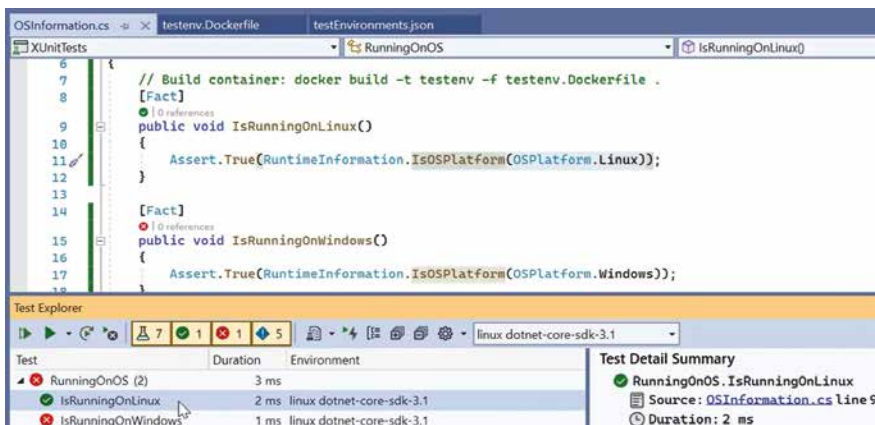 OSInformation.cs testenv.Dockerfile testEnvironments.json
XUnitTests RunningOnOS IsRunningOnLinux()
6 {
7 // Build container: docker build -t testenv -f testenv.Dockerfile .
8 [Fact]
0 references
9 public void IsRunningOnLinux()
10 {
11 Assert.True(RuntimeInformation.IsOSPlatform(OSPlatform.Linux));
12 }
13
14 [Fact]
0 references
15 public void IsRunningOnWindows()
16 {
17 Assert.True(RuntimeInformation.IsOSPlatform(OSPlatform.Windows));
18 }
Test Explorer
7 1 1 5 linux dotnet-core-sdk-3.1
Test Duration Environment
RunningOnOS (2) 3 ms
IsRunningOnLinux 2 ms linux dotnet-core-sdk-3.1
IsRunningOnWindows 1 ms linux dotnet-core-sdk-3.1
Test Detail Summary
RunningOnOS.IsRunningOnLinux
Source: OSInformation.cs line 9
Duration: 2 ms